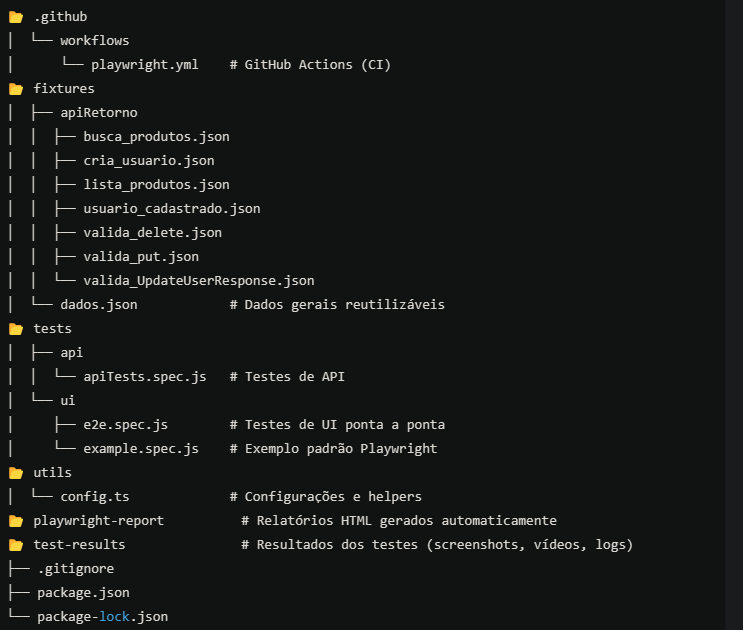 📂 .github
│  └── workflows
│      └── playwright.yml    # GitHub Actions (CI)
📂 fixtures
│  ├── apiRetorno
│  │  ├── busca_produtos.json
│  │  ├── cria_usuario.json
│  │  ├── lista_produtos.json
│  │  ├── usuario_cadastrado.json
│  │  ├── valida_delete.json
│  │  ├── valida_put.json
│  │  └── valida_UpdateUserResponse.json
│  └── dados.json            # Dados gerais reutilizáveis
📂 tests
│  ├── api
│  │  └── apiTests.spec.js   # Testes de API
│  └── ui
│     ├── e2e.spec.js        # Testes de UI ponta a ponta
│     └── example.spec.js    # Exemplo padrão Playwright
📂 utils
│  └── config.ts             # Configurações e helpers
📂 playwright-report          # Relatórios HTML gerados automaticamente
📂 test-results               # Resultados dos testes (screenshots, vídeos, logs)
├── .gitignore
├── package.json
└── package-lock.json